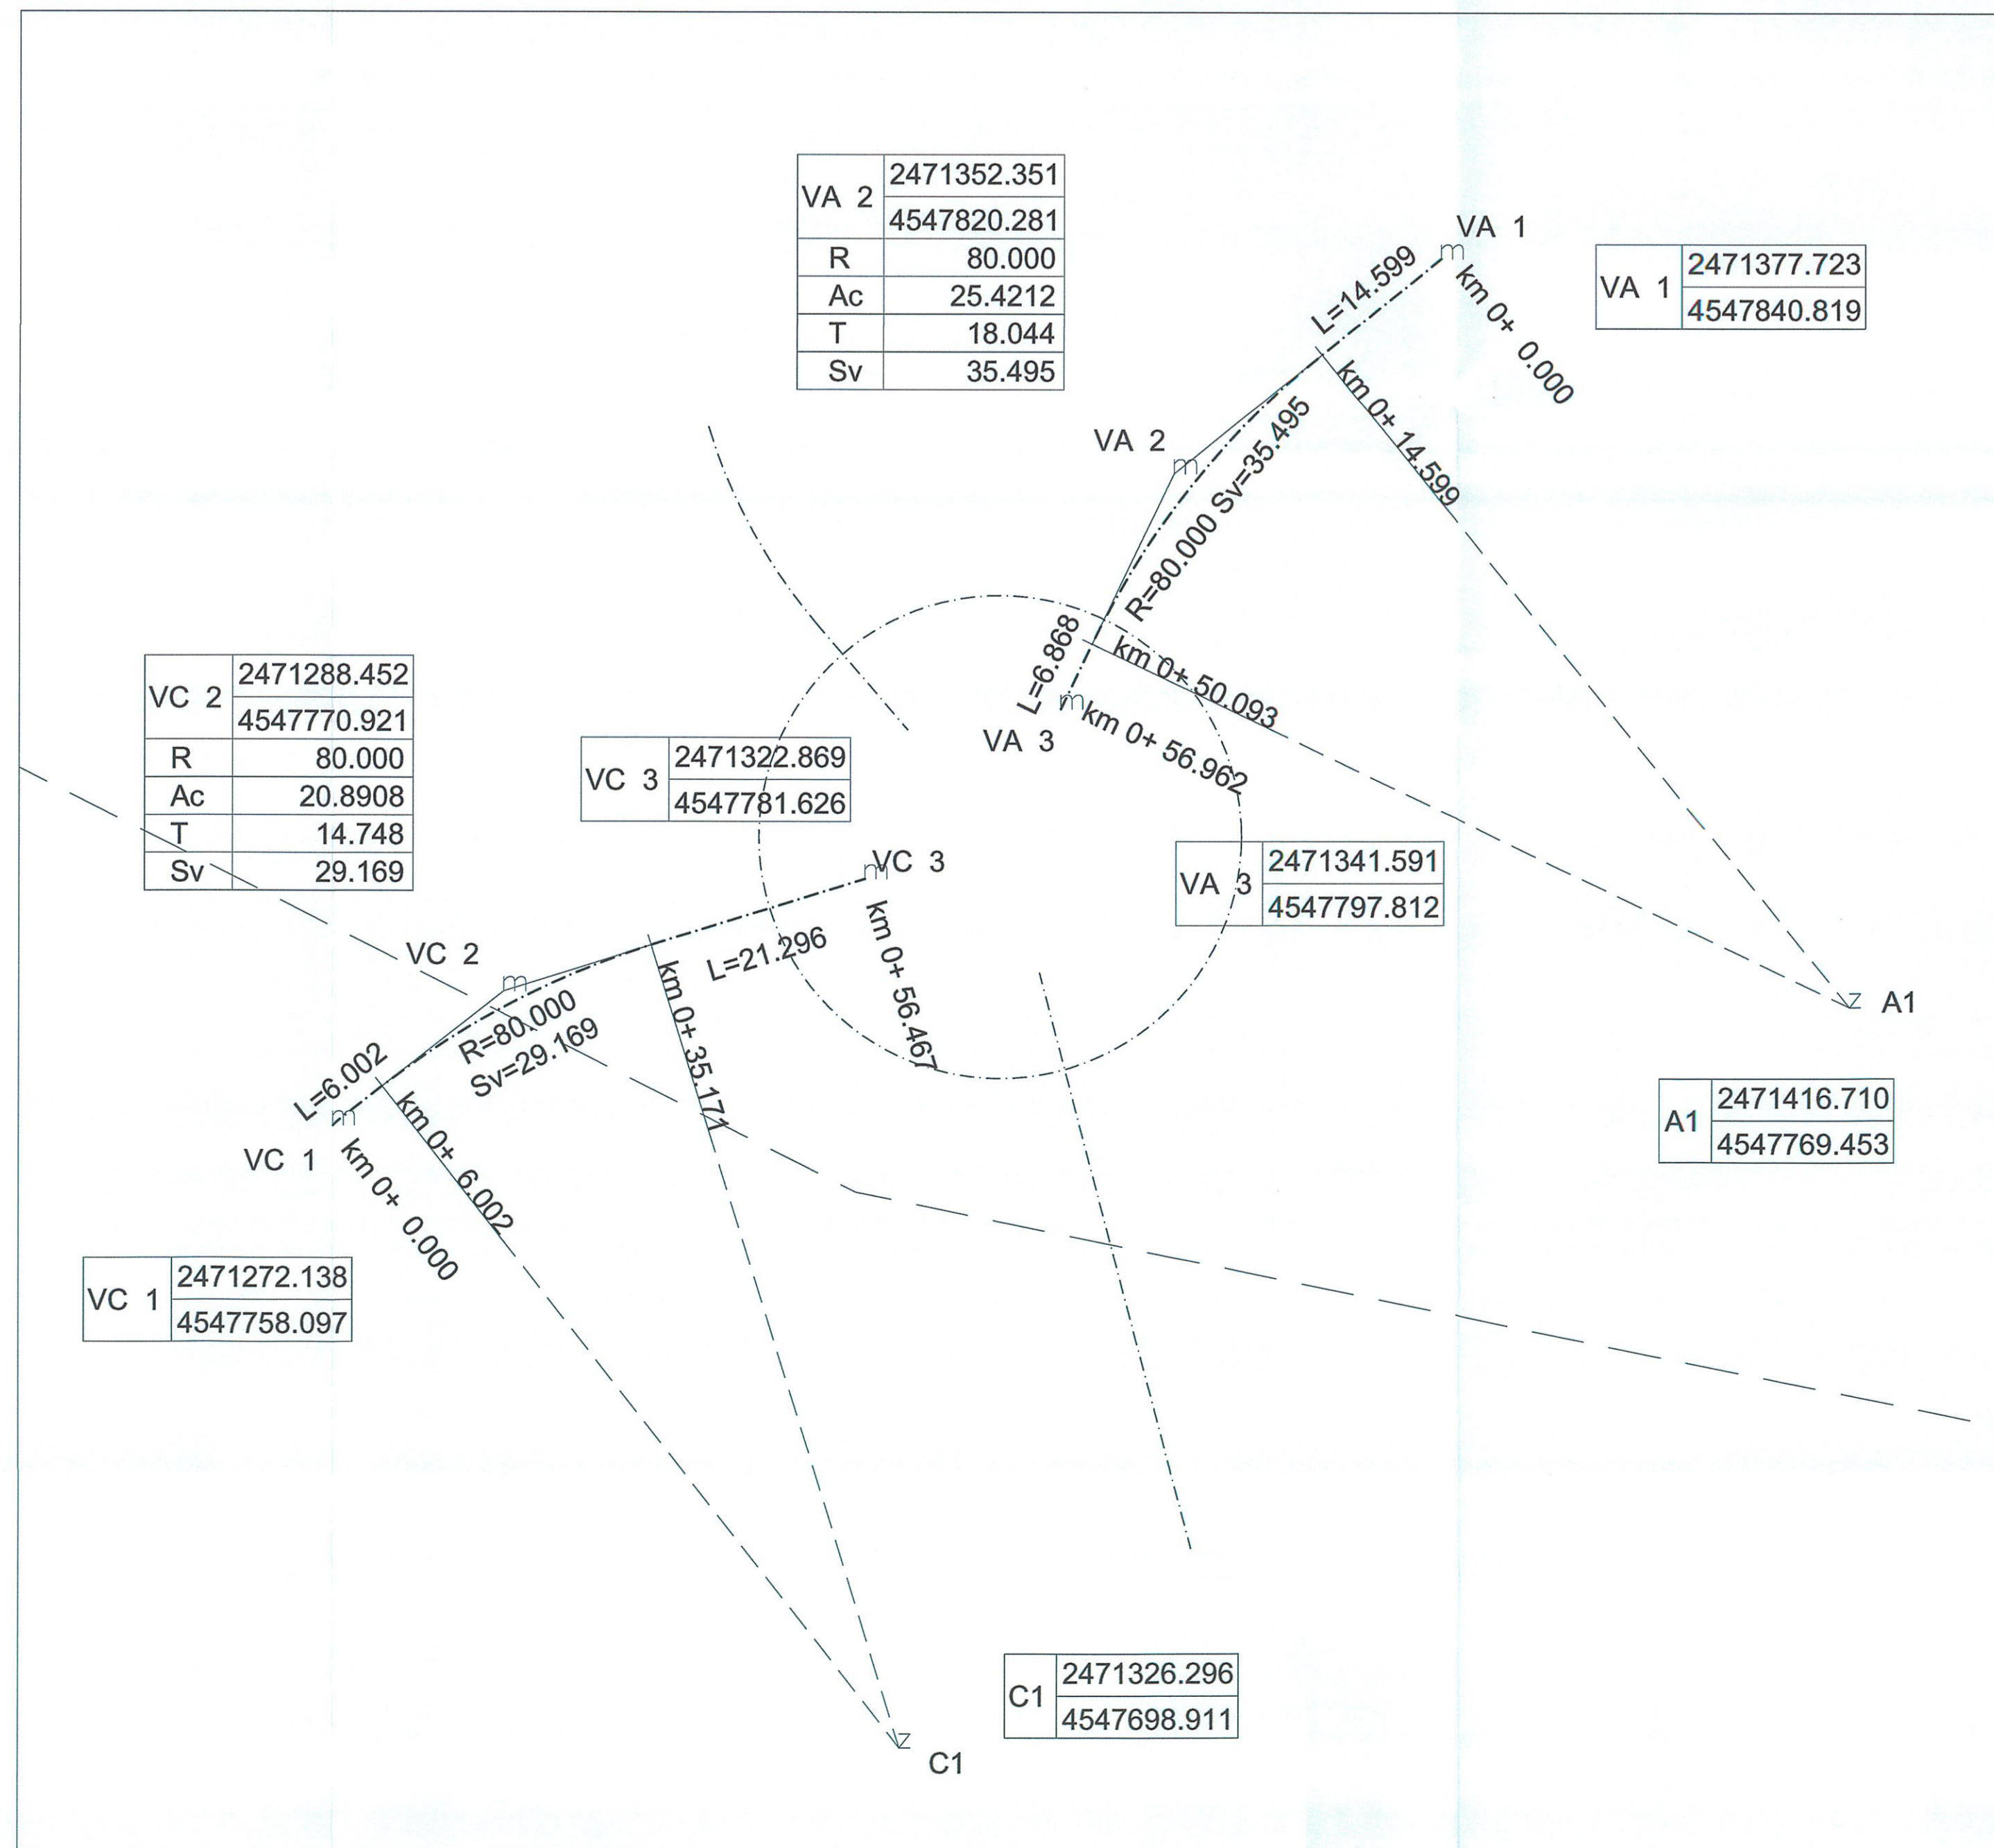 VA 2
2471352.351
4547820.281
R 80.000
Ac 25.4212
T 18.044
Sv 35.495
VA 1
m
VA 1
2471377.723
4547840.819
L=14.599
km 0+ 0.000
km 0+ 14.599
VA 2
m
R=80.000 Sv=35.495
L=6.868
km 0+ 50.093
m
km 0+ 56.962
VA 3
VC 2
2471288.452
4547770.921
R 80.000
Ac 20.8908
T 14.748
Sv 29.169
VC 3
2471322.869
4547781.626
VA 3
2471341.591
4547797.812
VC 3
m
VC 2
m
L=21.296
km 0+ 56.467
km 0+ 35.171
R=80.000
Sv=29.169
L=6.002
m
VC 1
km 0+ 6.002
km 0+ 0.000
z A1
A1
2471416.710
4547769.453
VC 1
2471272.138
4547758.097
C1
2471326.296
4547698.911
z
C1